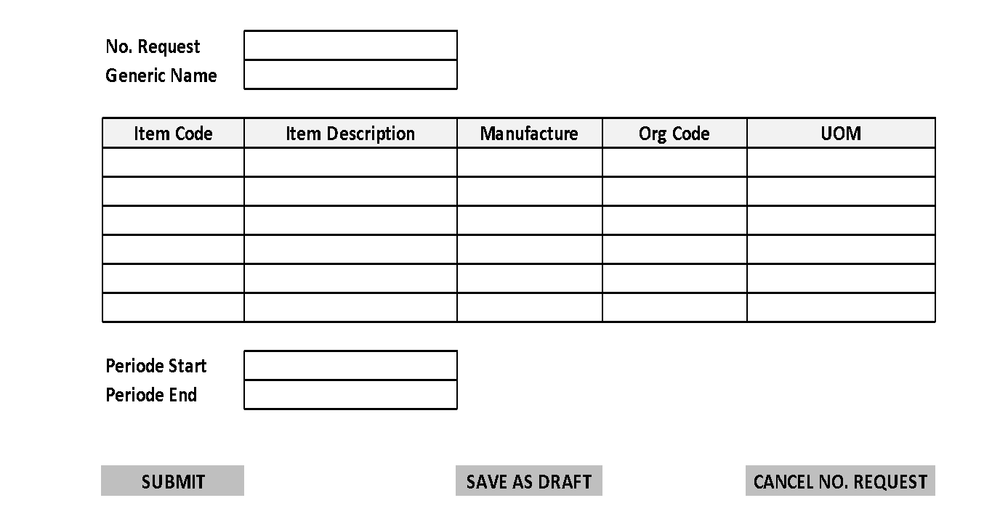 No. Request
Generic Name
Item Code Item Description Manufacture Org Code UOM
Periode Start
Periode End
SUBMIT SAVE AS DRAFT CANCEL NO. REQUEST